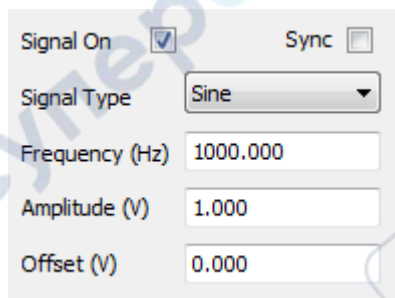 Signal On Sync
Signal Type Sine
Frequency (Hz) 1000.000
Amplitude (V) 1.000
Offset (V) 0.000